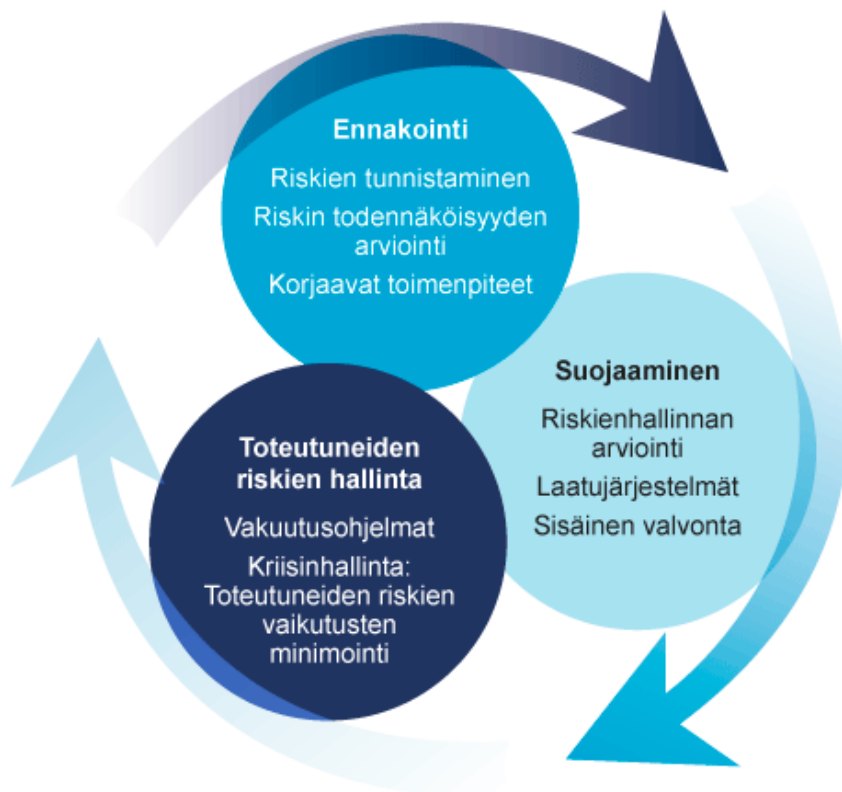 Ennakointi
Riskien tunnistaminen
Riskin todennäköisyyden
arviointi
Korjaavat toimenpiteet
Suojaaminen
Riskienhallinnan
arviointi
Laatujärjestelmät
Sisäinen valvonta
Toteutuneiden
riskien hallinta
Vakuutusohjelmat
Kriisinhallinta:
Toteutuneiden riskien
vaikutusten
minimointi